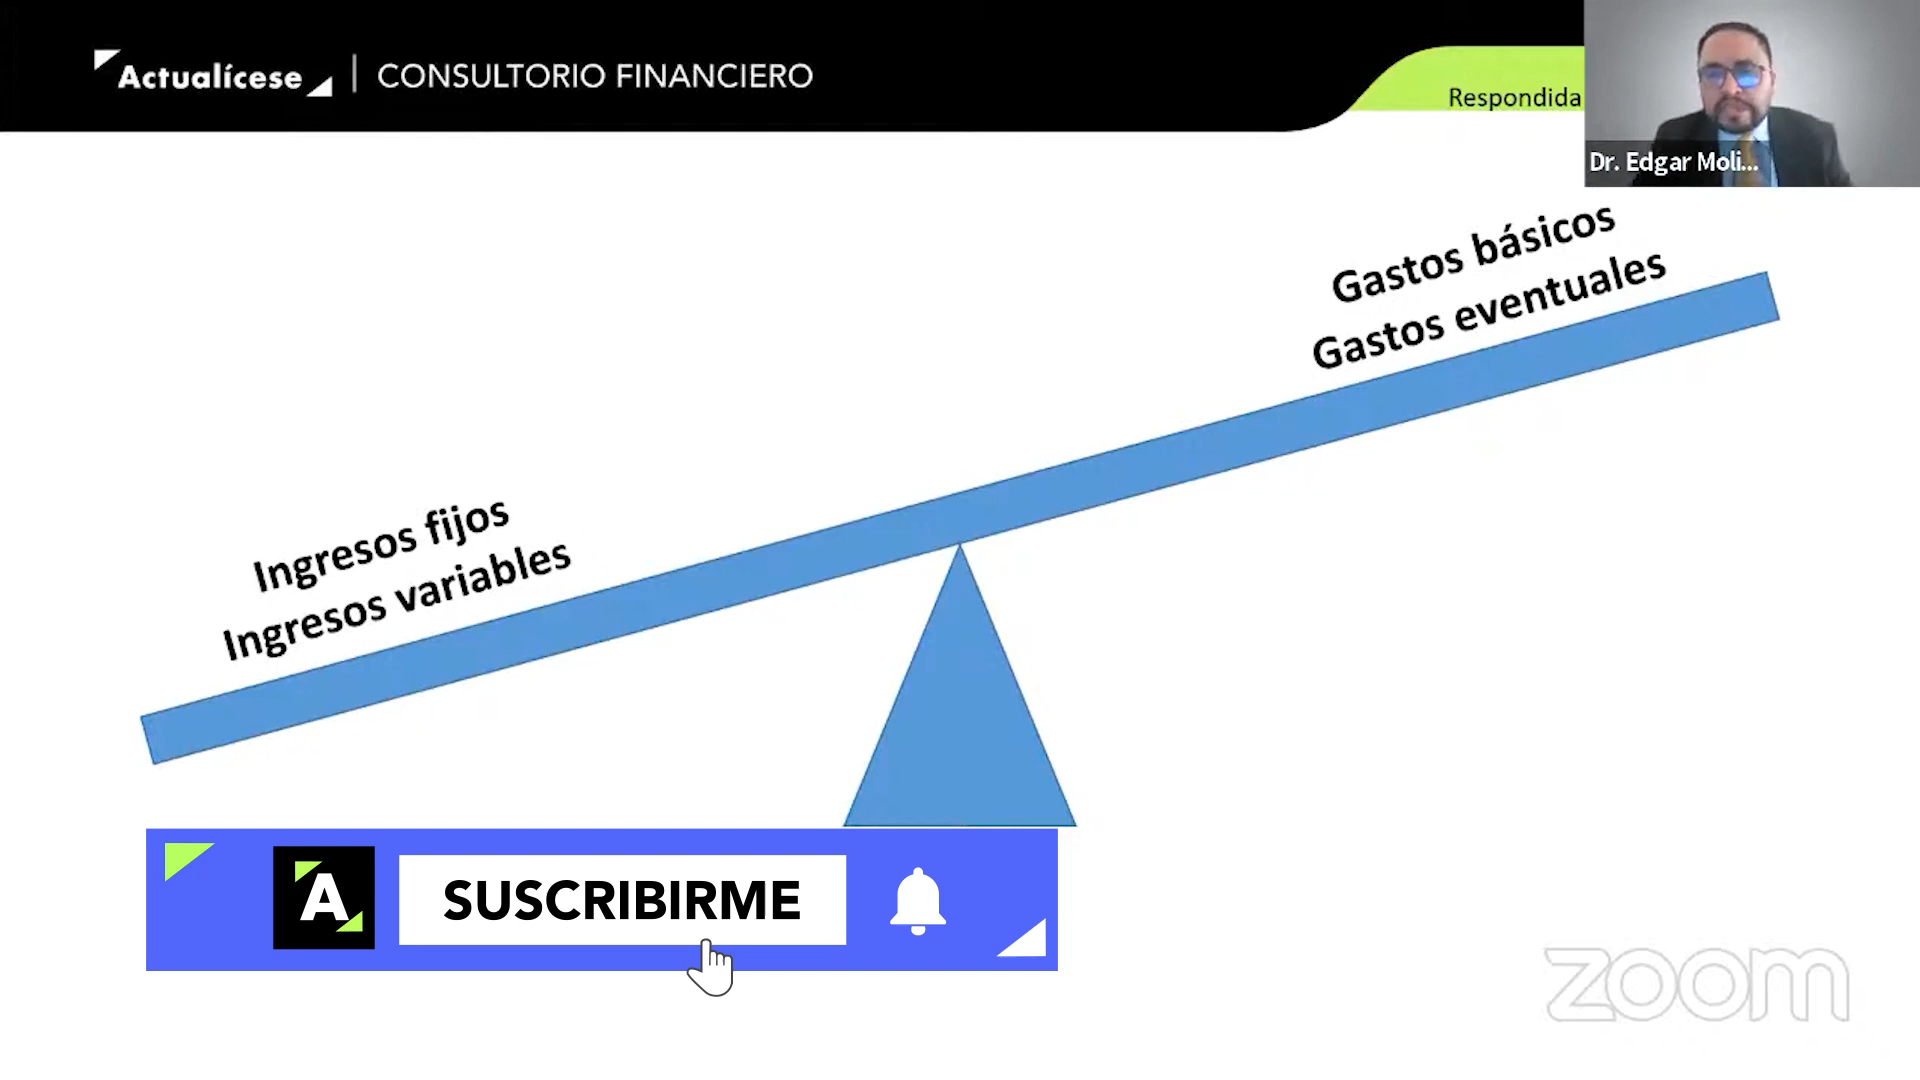 Actualícese
CONSULTORIO FINANCIERO
Respondida
Dr. Edgar Moli...
Gastos básicos
Gastos eventuales
Ingresos fijos
Ingresos variables
A
SUSCRIBIRME
zoom